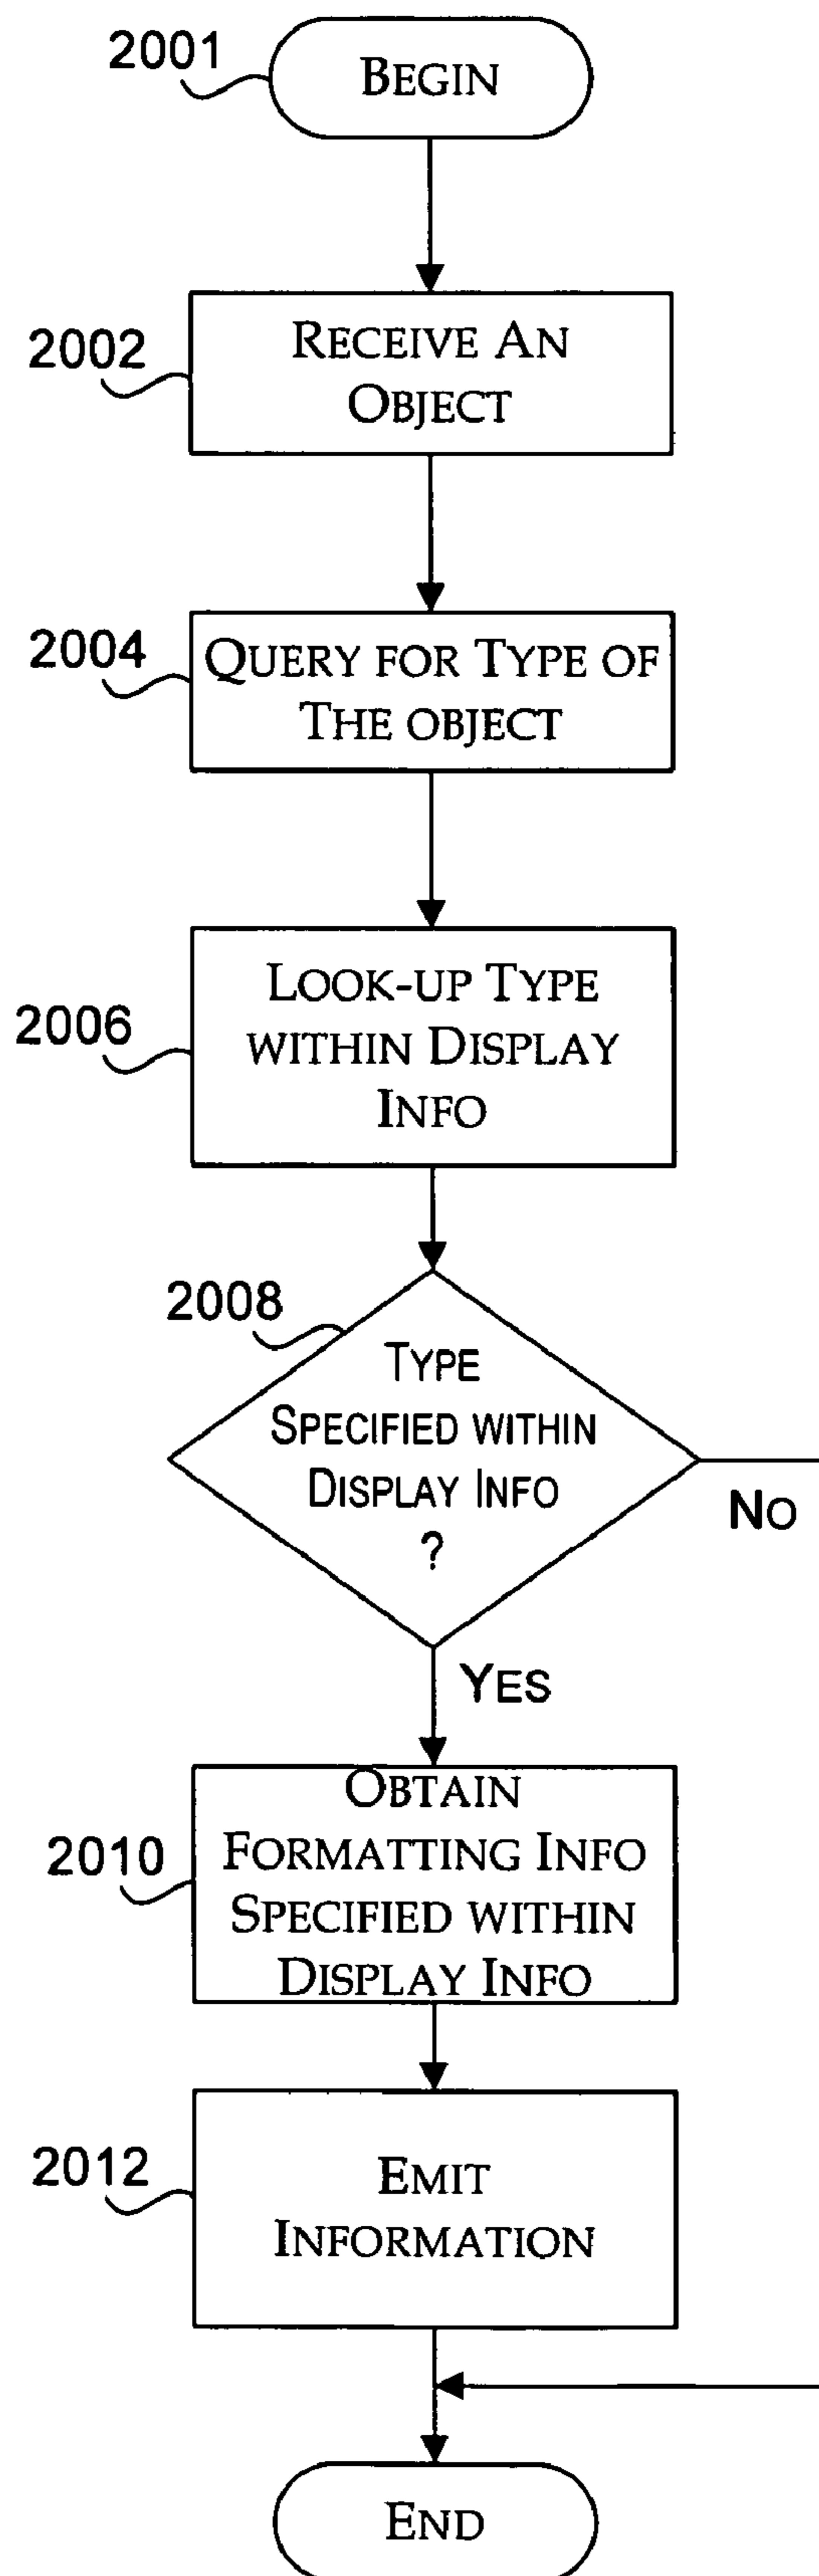 2001
BEGIN
2002
RECEIVE AN
OBJECT
2004
QUERY FOR TYPE OF
THE OBJECT
2006
LOOK-UP TYPE
WITHIN DISPLAY
INFO
2008
TYPE
SPECIFIED WITHIN
DISPLAY INFO
?
NO
YES
2010
OBTAIN
FORMATTING INFO
SPECIFIED WITHIN
DISPLAY INFO
2012
EMIT
INFORMATION
END